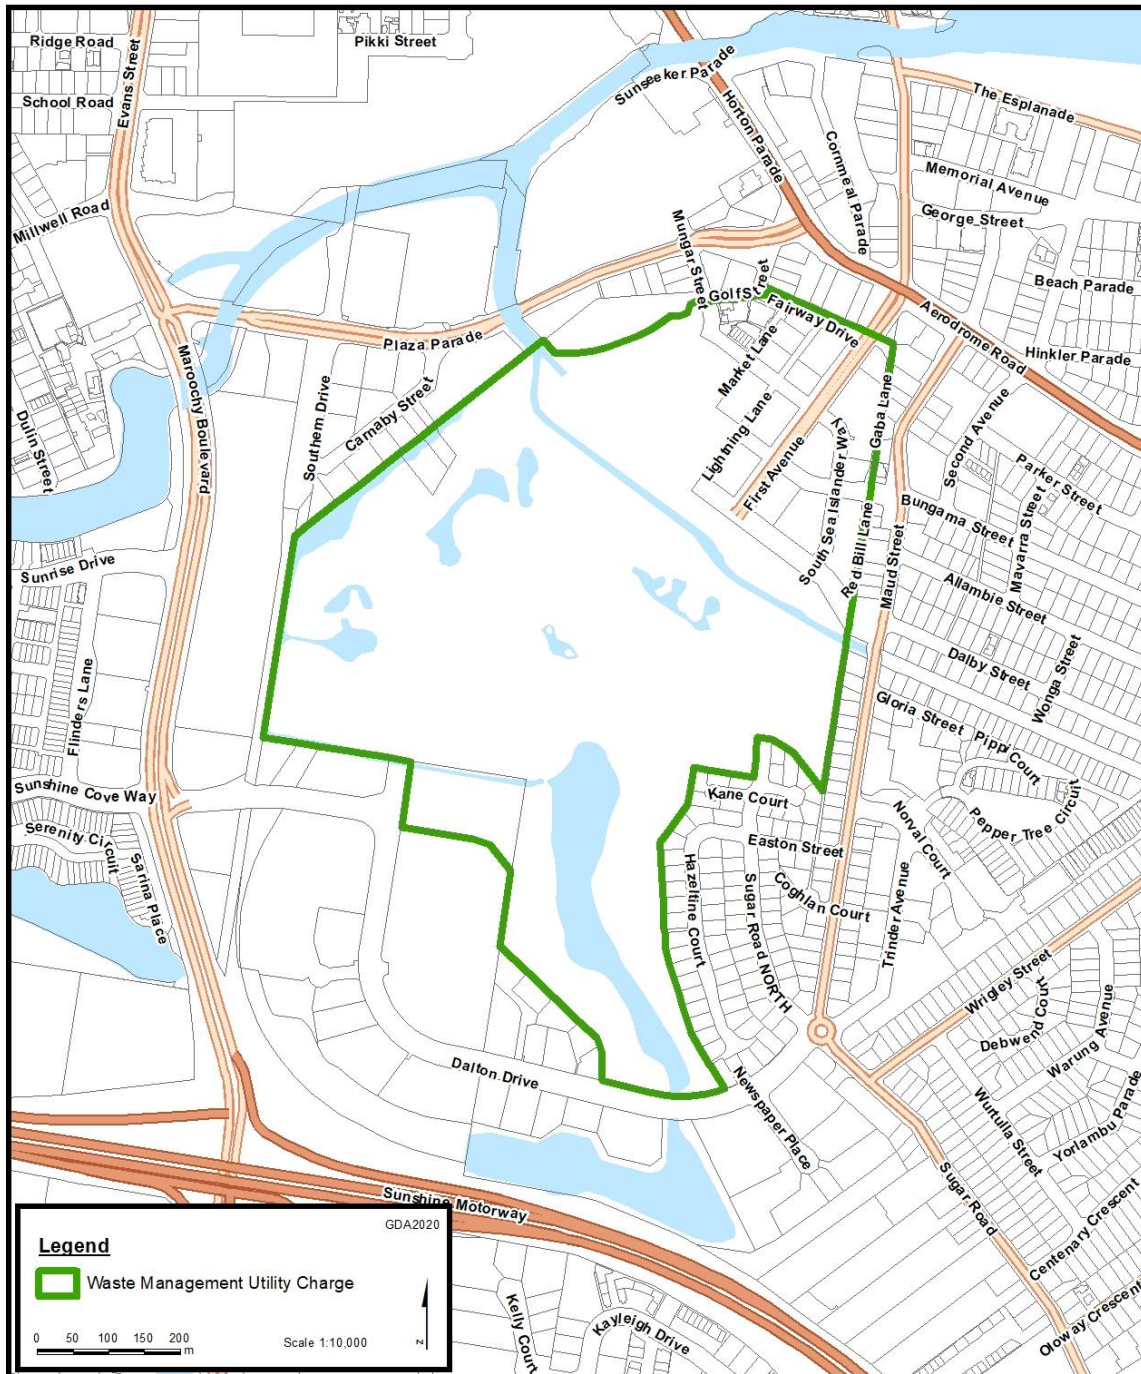 Ridge Road
Pikki Street
School Road
Evans Street
Sunseeker Parade
Horton Parade
The Esplanade
Cornmeal Parade
Memorial Avenue
George Street
Millwell Road
Mungar Street
Beach Parade
Golf Street
Fairway Drive
Aerodrome Road
Hinkler Parade
Plaza Parade
Market Lane
Maroochy Boulevard
Carnaby Street
Southern Drive
Dulin Street
Lightning Lane
First Avenue
Gaba Lane
Second Avenue
South Sea Islander Way
Parker Street
Bungama Street
Mavarra Street
Red Bill Lane
Maud Street
Allambie Street
Sunrise Drive
Dalby Street
Wonga Street
Flinders Lane
Gloria Street
Pippi Court
Sunshine Cove Way
Kane Court
Norval Court
Pepper Tree Circuit
Serenity Circuit
Sarina Place
Easton Street
Hazeltine Court
Sugar Road NORTH
Coghlan Court
Trinder Avenue
Wrigley Street
Debwend Court
Warung Avenue
Dalton Drive
Newspaper Place
Wurtulla Street
Yorlambu Parade
Sunshine Motorway
Sugar Road
Centenary Crescent
Oloway Crescent
Kelly Court
Kayleigh Drive
GDA2020
Legend
Waste Management Utility Charge
0 50 100 150 200
m
Scale 1:10,000
N